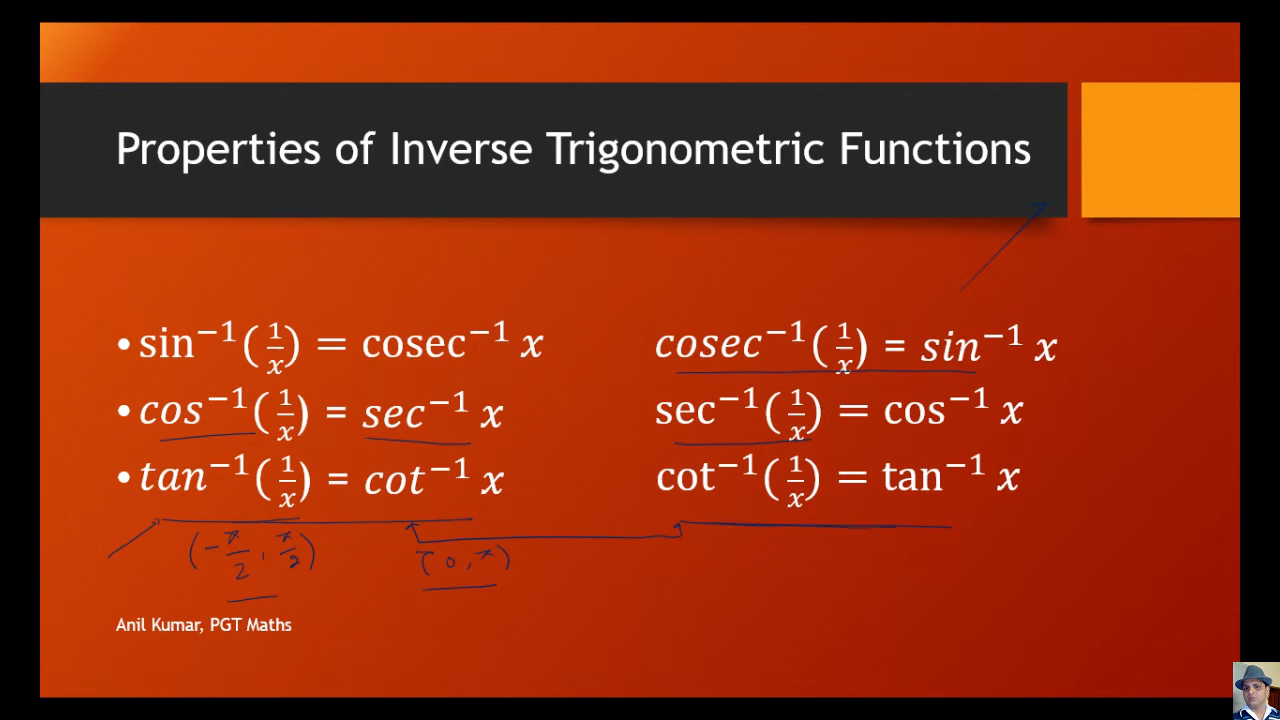 Properties of Inverse Trigonometric Functions
• sin⁻¹(1/x) = cosec⁻¹ x
cosec⁻¹(1/x) = sin⁻¹ x
• cos⁻¹(1/x) = sec⁻¹ x
sec⁻¹(1/x) = cos⁻¹ x
• tan⁻¹(1/x) = cot⁻¹ x
cot⁻¹(1/x) = tan⁻¹ x
(-π/2, π/2)
(0, π)
Anil Kumar, PGT Maths